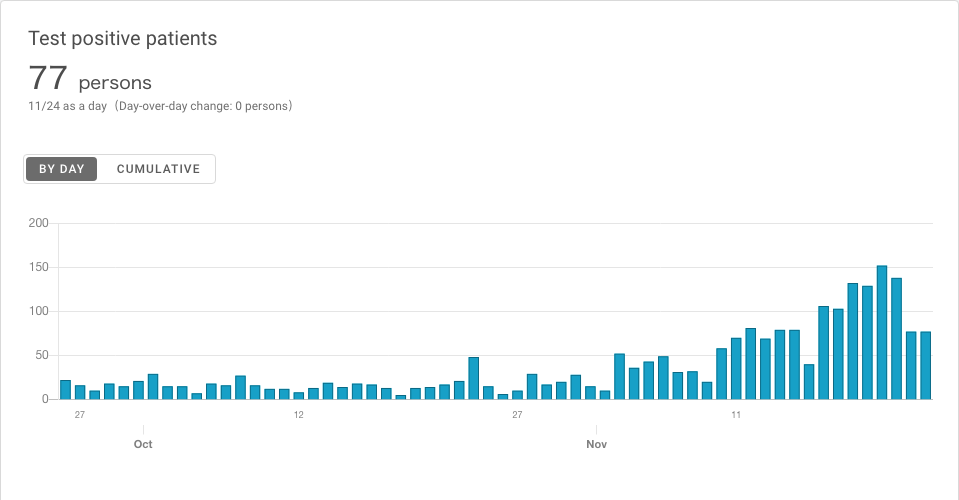 Test positive patients
77 persons
11/24 as a day（Day-over-day change: 0 persons）
BY DAY CUMULATIVE
200
150
100
50
0
27 12 27 11
Oct Nov